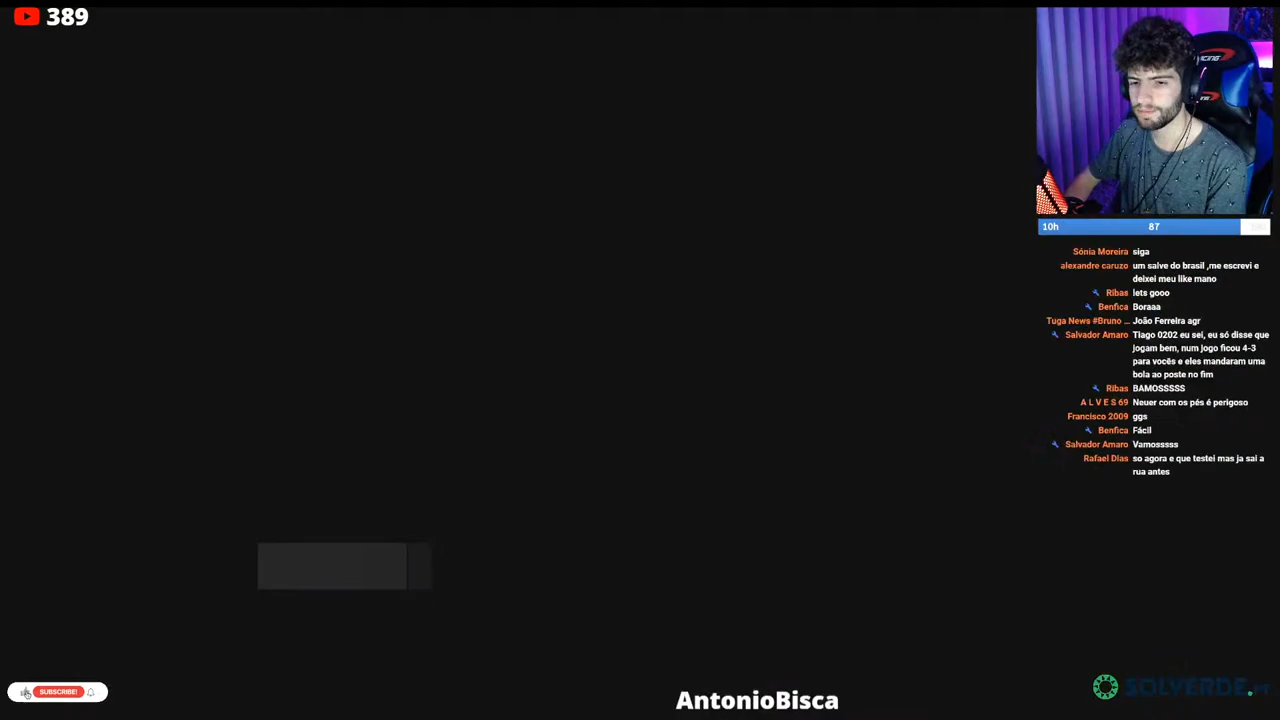 389
10h 87
Sónia Moreira siga
alexandre caruzo um salve do brasil ,me escrevi e
deixei meu like mano
Ribas lets gooo
Benfica Boraaa
Tuga News #Bruno ... João Ferreira agr
Salvador Amaro Tiago 0202 eu sei, eu só disse que
jogam bem, num jogo ficou 4-3
para vocês e eles mandaram uma
bola ao poste no fim
Ribas BAMOSSSSS
A L V E S 69 Neuer com os pés é perigoso
Francisco 2009 ggs
Benfica Fácil
Salvador Amaro Vamosssss
Rafael Dias so agora e que testei mas ja sai a
rua antes
SUBSCRIBE!
AntonioBisca
SOLVERDE.PT